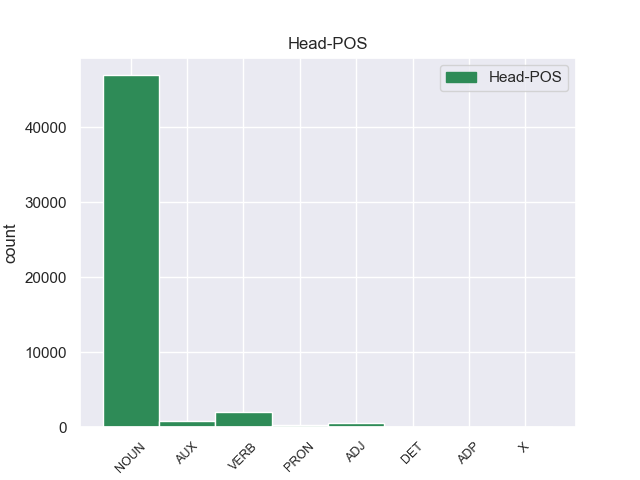 Head-POS
Head-POS
40000
30000
20000
10000
0
count
NOUN
AUX
VERB
PRON
ADJ
DET
ADP
X